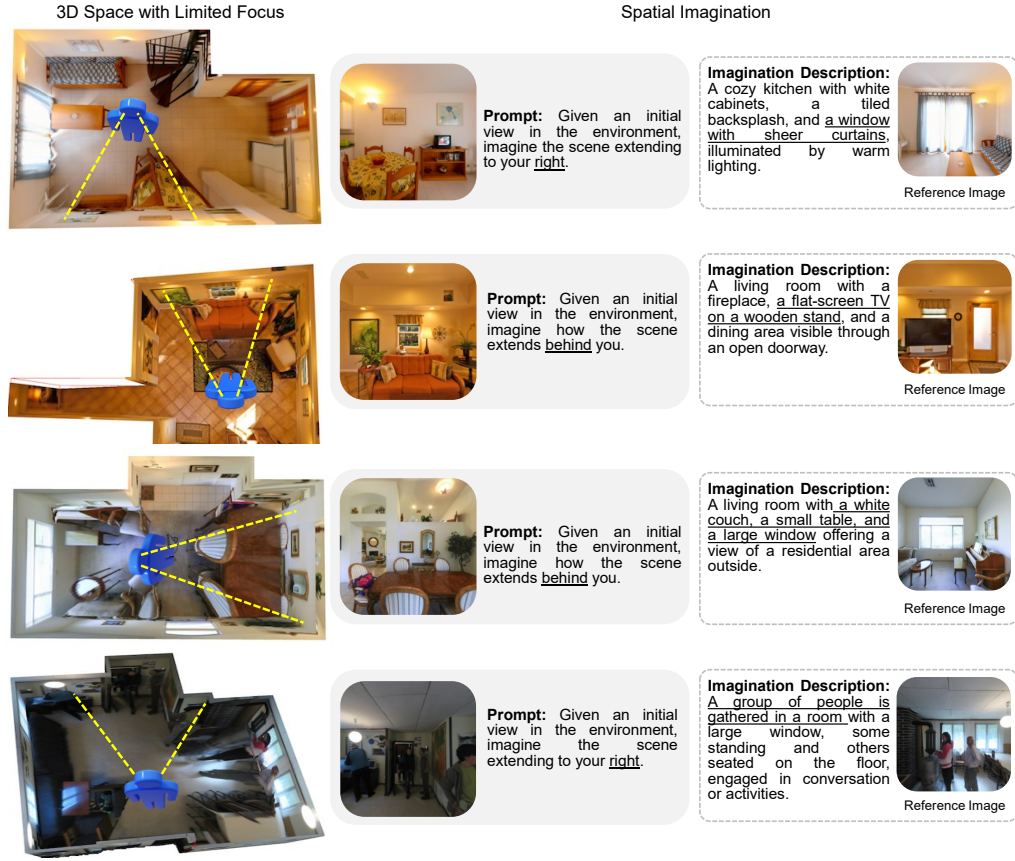 3D Space with Limited Focus
Spatial Imagination
Prompt: Given an initial
view in the environment,
imagine the scene extending
to your right.
Imagination Description:
A cozy kitchen with white
cabinets, a tiled
backsplash, and a window
with sheer curtains,
illuminated by warm
lighting.
Reference Image
Prompt: Given an initial
view in the environment,
imagine how the scene
extends behind you.
Imagination Description:
A living room with a
fireplace, a flat-screen TV
on a wooden stand, and a
dining area visible through
an open doorway.
Reference Image
Prompt: Given an initial
view in the environment,
imagine how the scene
extends behind you.
Imagination Description:
A living room with a white
couch, a small table, and
a large window offering a
view of a residential area
outside.
Reference Image
Prompt: Given an initial
view in the environment,
imagine the scene
extending to your right.
Imagination Description:
A group of people is
gathered in a room with a
large window, some
standing and others
seated on the floor,
engaged in conversation
or activities.
Reference Image